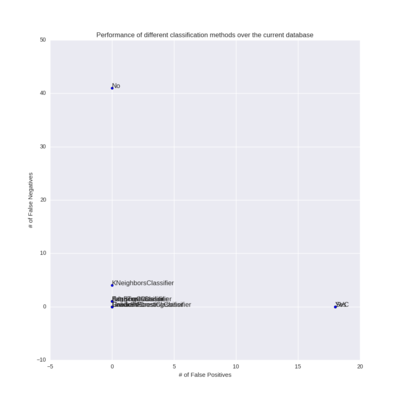 Performance of different classification methods over the current database
50
No
40
# of False Negatives
30
20
10
KNeighborsClassifier
0
-10
-5
0
5
10
15
20
# of False Positives